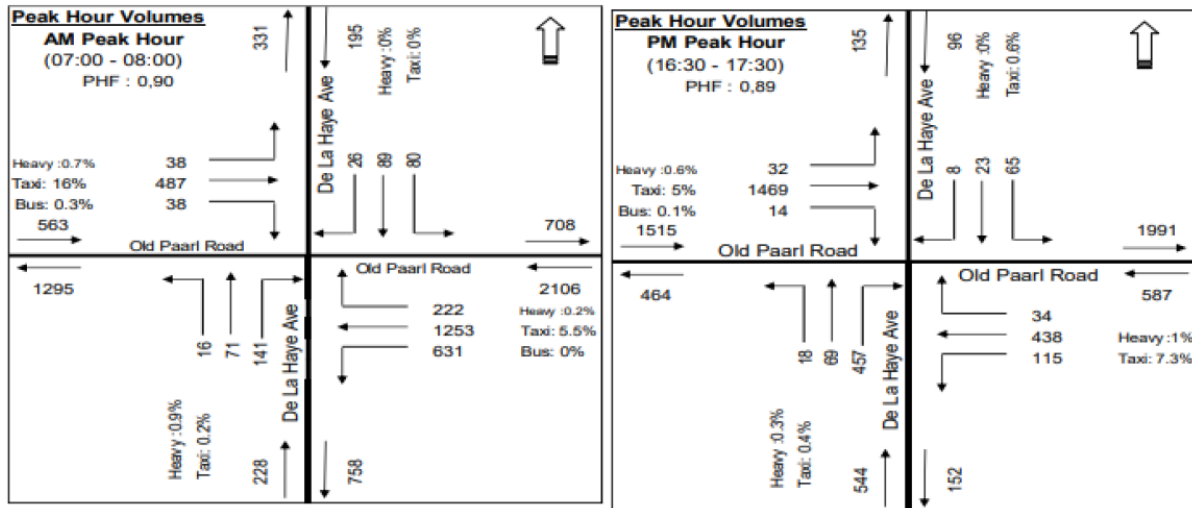 Peak Hour Volumes
AM Peak Hour
(07:00 - 08:00)
PHF : 0,90
331
195
Heavy :0%
Taxi: 0%
De La Haye Ave
Heavy :0.7%
38
Taxi: 16%
487
Bus: 0.3%
38
563
26
89
80
708
Old Paarl Road
1295
16
71
141
De La Haye Ave
Old Paarl Road
2106
222
Heavy :0.2%
1253
Taxi: 5.5%
631
Bus: 0%
Heavy :0.9%
Taxi: 0.2%
228
758
Peak Hour Volumes
PM Peak Hour
(16:30 - 17:30)
PHF : 0,89
135
96
Heavy :0%
Taxi: 0.6%
De La Haye Ave
Heavy :0.6%
32
Taxi: 5%
1469
Bus: 0.1%
14
1515
8
23
65
1991
Old Paarl Road
464
18
69
457
De La Haye Ave
Old Paarl Road
587
34
438
Heavy :1%
115
Taxi: 7.3%
Heavy :0.3%
Taxi: 0.4%
544
152